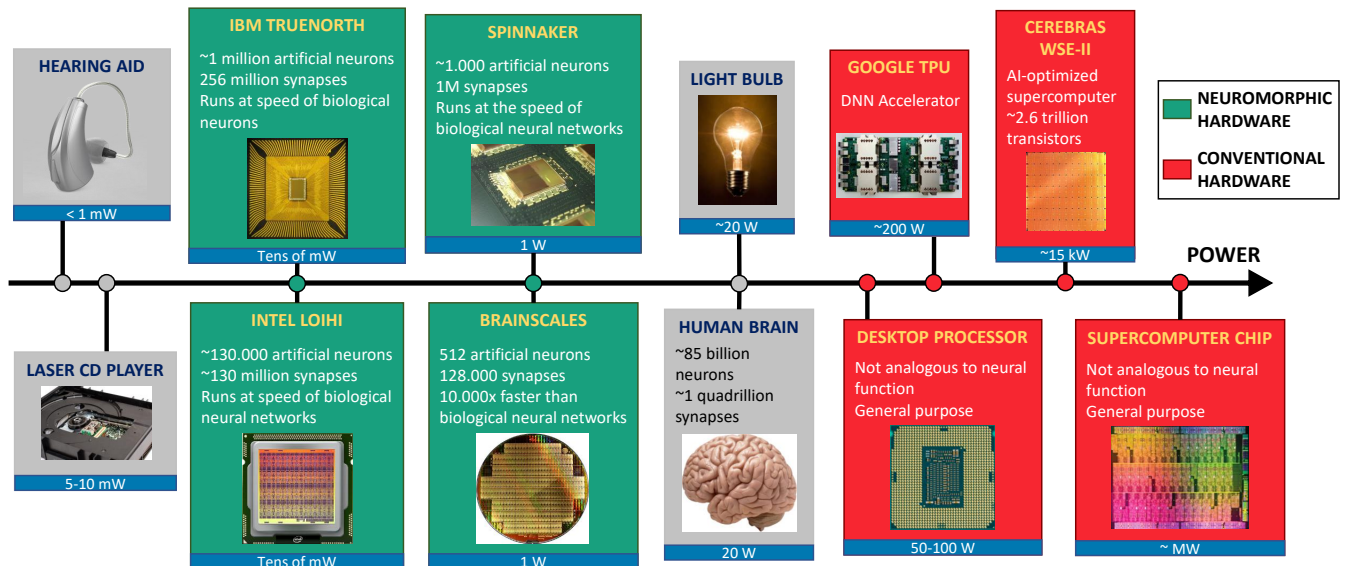 HEARING AID
< 1 mW
IBM TRUENORTH
~1 million artificial neurons
256 million synapses
Runs at speed of biological
neurons
Tens of mW
SPINNAKER
~1.000 artificial neurons
1M synapses
Runs at the speed of
biological neural networks
1 W
LIGHT BULB
~20 W
GOOGLE TPU
DNN Accelerator
~200 W
CEREBRAS
WSE-II
AI-optimized
supercomputer
~2.6 trillion
transistors
~15 kW
NEUROMORPHIC
HARDWARE
CONVENTIONAL
HARDWARE
POWER
LASER CD PLAYER
5-10 mW
INTEL LOIHI
~130.000 artificial neurons
~130 million synapses
Runs at speed of biological
neural networks
Tens of mW
BRAINSCALES
512 artificial neurons
128.000 synapses
10.000x faster than
biological neural networks
1 W
HUMAN BRAIN
~85 billion
neurons
~1 quadrillion
synapses
20 W
DESKTOP PROCESSOR
Not analogous to neural
function
General purpose
50-100 W
SUPERCOMPUTER CHIP
Not analogous to neural
function
General purpose
~ MW